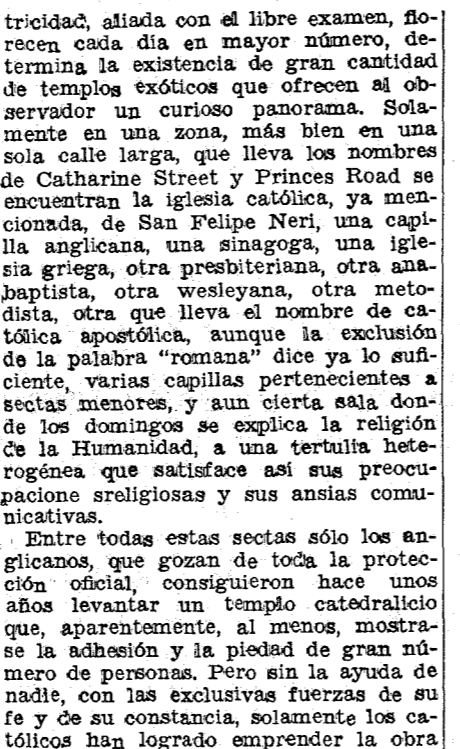 tricidad, aliada con el libre examen, flo-
recen cada día en mayor número, de-
termina la existencia de gran cantidad
de templos exóticos que ofrecen al ob-
servador un curioso panorama. Sola-
mente en una zona, más bien en una
sola calle larga, que lleva los nombres
de Catharine Street y Princes Road se
encuentran la iglesia católica, ya men-
cionada, de San Felipe Neri, una capi-
lla anglicana, una sinagoga, una igle-
sia griega, otra presbiteriana, otra ana-
baptista, otra wesleyana, otra meto-
dista, otra que lleva el nombre de ca-
tólica apostólica, aunque la exclusión
de la palabra "romana" dice ya lo sufi-
ciente, varias capillas pertenecientes a
sectas menores, y aun cierta sala don-
de los domingos se explica la religión
de la Humanidad, a una tertulia hete-
rogénea que satisface así sus preocu-
pacione sreligiosas y sus ansias comu-
nicativas.
Entre todas estas sectas sólo los an-
glicanos, que gozan de toda la protec-
ción oficial, consiguieron hace unos
años levantar un templo catedralicio
que, aparentemente, al menos, mostra-
se la adhesión y la piedad de gran nú-
mero de personas. Pero sin la ayuda de
nadie, con las exclusivas fuerzas de su
fe y de su constancia, solamente los ca-
tólicos han logrado emprender la obra